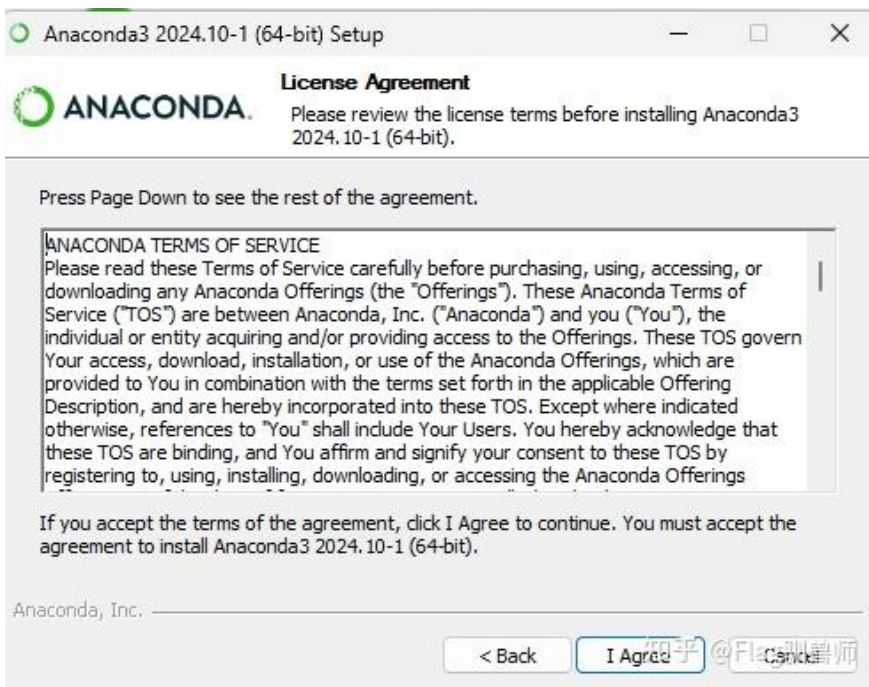 Anaconda3 2024.10-1 (64-bit) Setup
License Agreement
ANACONDA.
Please review the license terms before installing Anaconda3
2024.10-1 (64-bit).
Press Page Down to see the rest of the agreement.
ANACONDA TERMS OF SERVICE
Please read these Terms of Service carefully before purchasing, using, accessing, or
downloading any Anaconda Offerings (the "Offerings"). These Anaconda Terms of
Service ("TOS") are between Anaconda, Inc. ("Anaconda") and you ("You"), the
individual or entity acquiring and/or providing access to the Offerings. These TOS govern
Your access, download, installation, or use of the Anaconda Offerings, which are
provided to You in combination with the terms set forth in the applicable Offering
Description, and are hereby incorporated into these TOS. Except where indicated
otherwise, references to "You" shall include Your Users. You hereby acknowledge that
these TOS are binding, and You affirm and signify your consent to these TOS by
registering to, using, installing, downloading, or accessing the Anaconda Offerings
If you accept the terms of the agreement, click I Agree to continue. You must accept the
agreement to install Anaconda3 2024.10-1 (64-bit).
Anaconda, Inc.
< Back
I Agree
Cancel
知乎 @Flag驯兽师